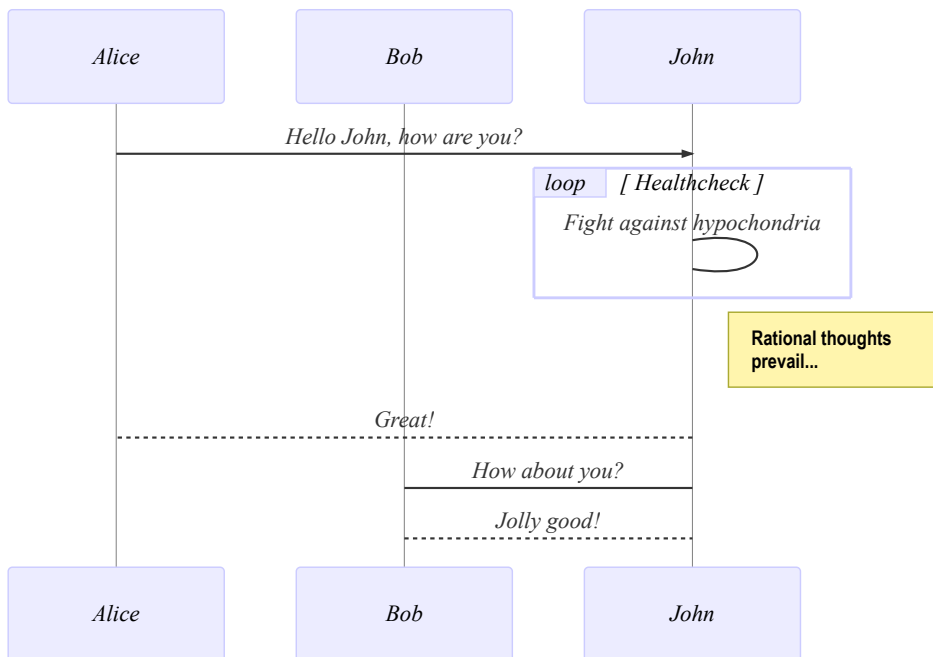 Alice
Bob
John
Hello John, how are you?
loop
[ Healthcheck ]
Fight against hypochondria
Rational thoughts
prevail...
Great!
How about you?
Jolly good!
Alice
Bob
John